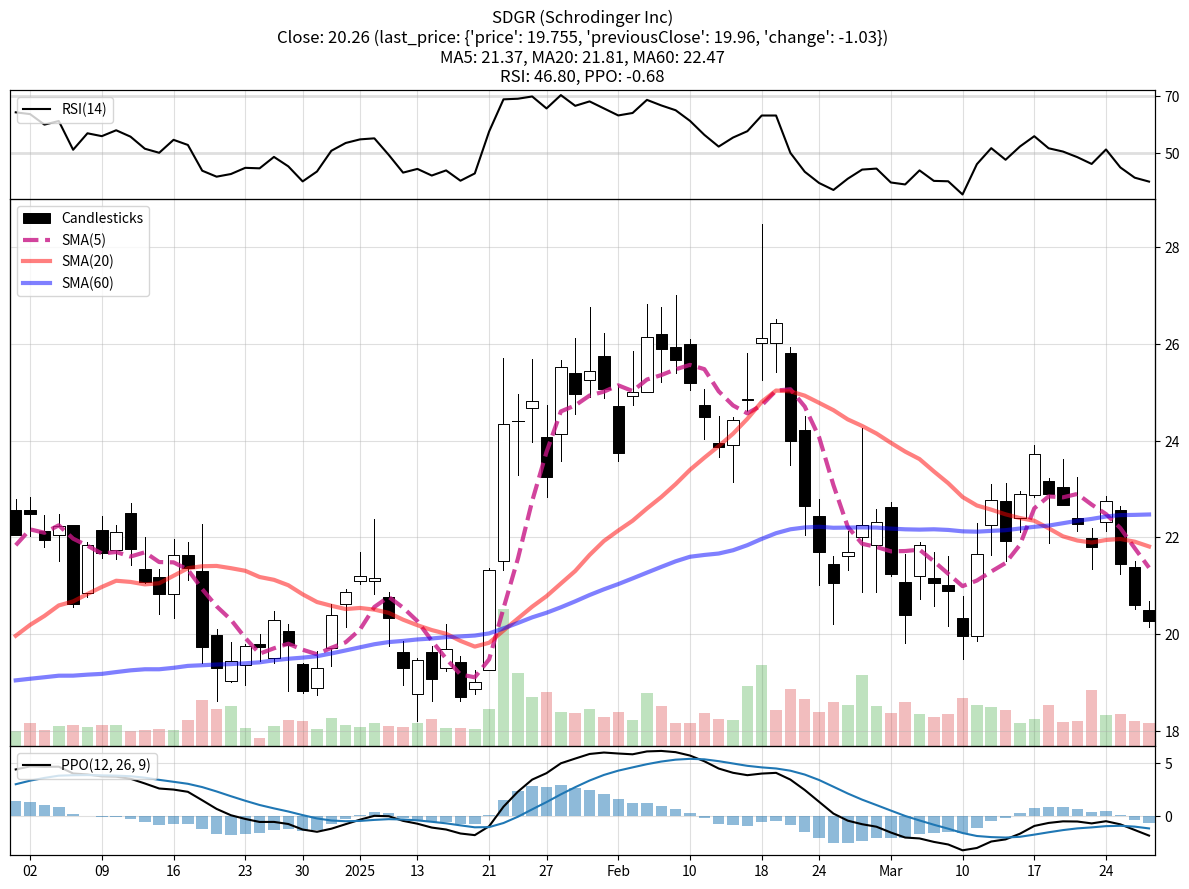 SDGR (Schrodinger Inc)
Close: 20.26 (last_price: {'price': 19.755, 'previousClose': 19.96, 'change': -1.03})
MA5: 21.37, MA20: 21.81, MA60: 22.47
RSI: 46.80, PPO: -0.68
RSI(14)
70
50
Candlesticks
SMA(5)
SMA(20)
SMA(60)
28
26
24
22
20
18
PPO(12, 26, 9)
5
0
02 09 16 23 30 2025 13 21 27 Feb 10 18 24 Mar 10 17 24